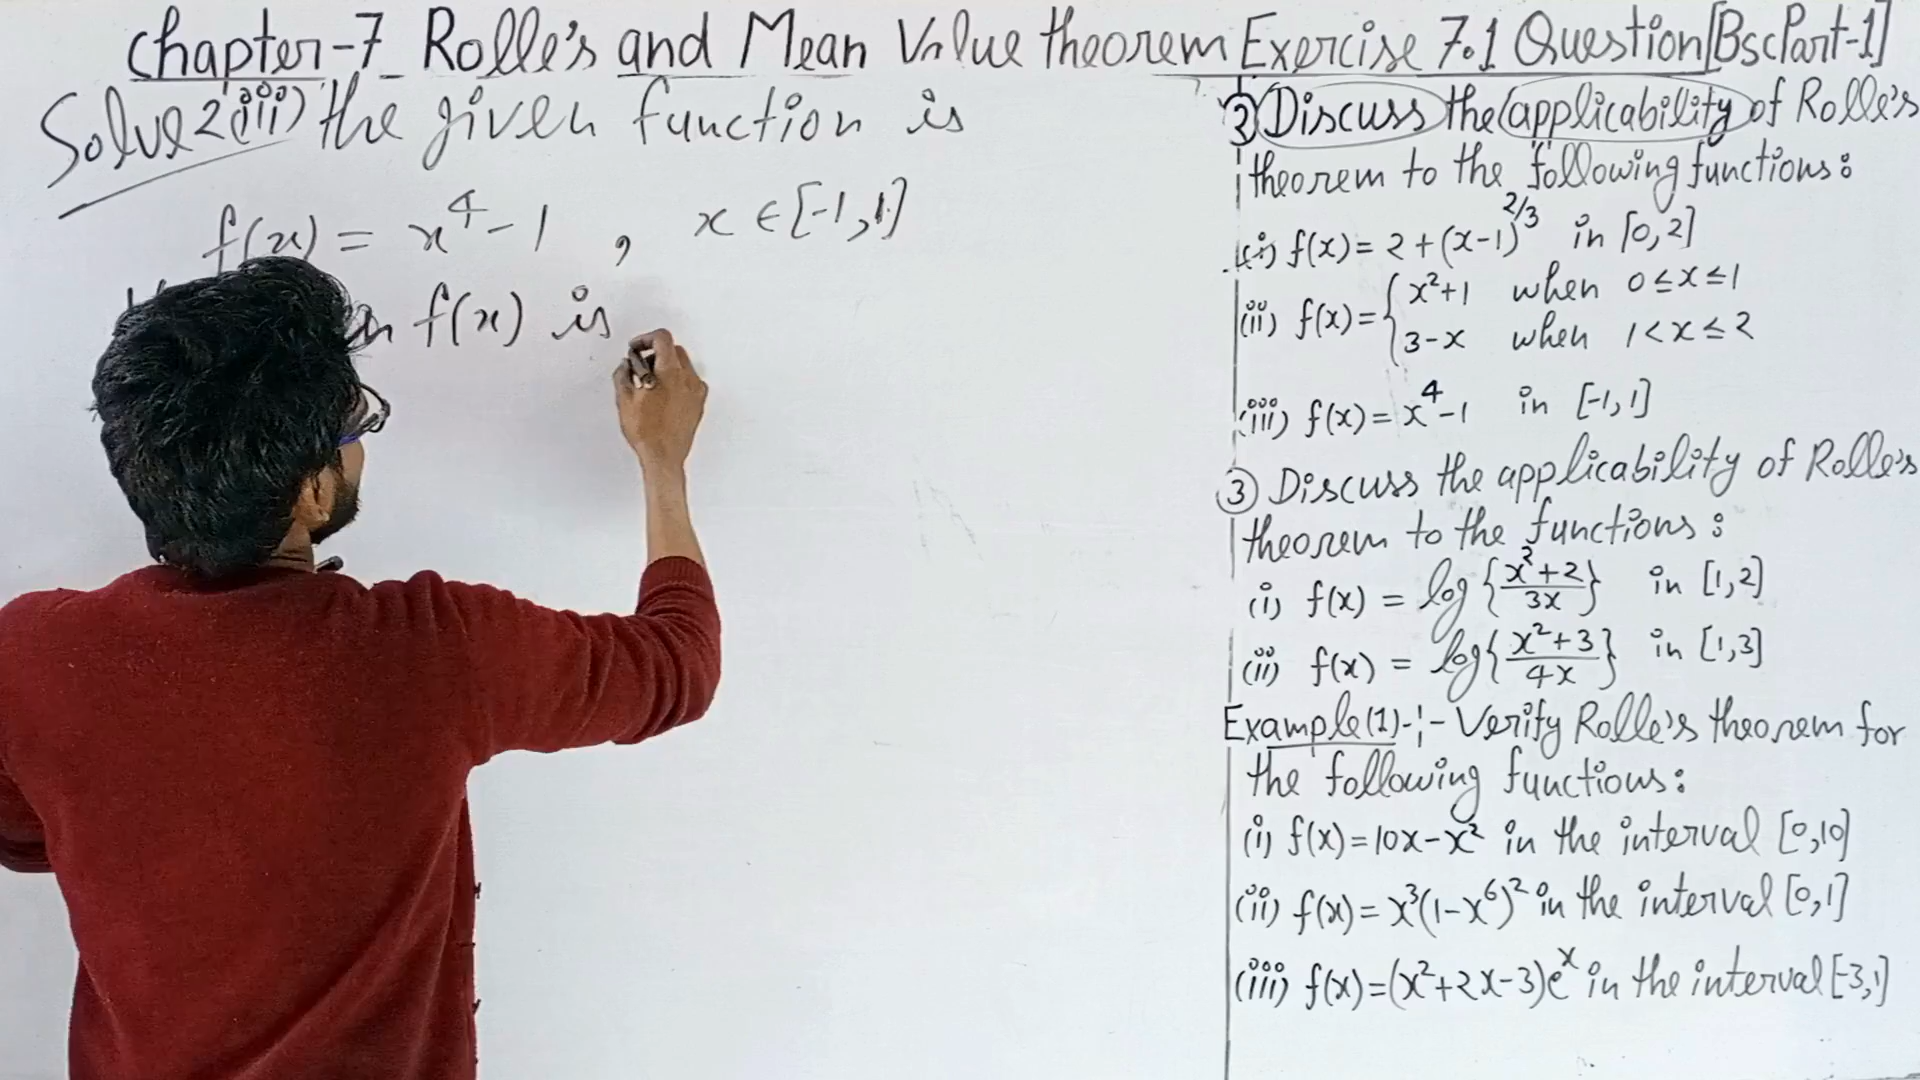 Chapter-7 Rolle's and Mean Value theorem Exercise 7.1 Question[BscPart-1]
Solve 2(iii) the given function is
f(x) = x⁴-1 , x ∈ [-1,1]
f(x) is
② Discuss the applicability of Rolle's
theorem to the following functions:
(i) f(x) = 2+(x-1)^2/3 in [0,2]
(ii) f(x)= { x²+1 when 0≤x≤1
3-x when 1<x≤2
(iii) f(x)= x⁴-1 in [-1,1]
③ Discuss the applicability of Rolle's
theorem to the functions:
(i) f(x) = log{x²+2/3x} in [1,2]
(ii) f(x) = log{x²+3/4x} in [1,3]
Example(1)-:- Verify Rolle's theorem for
the following functions:
(i) f(x)=10x-x² in the interval [0,10]
(ii) f(x)= x³(1-x⁶)² in the interval [0,1]
(iii) f(x)=(x²+2x-3)eˣ in the interval [-3,1]